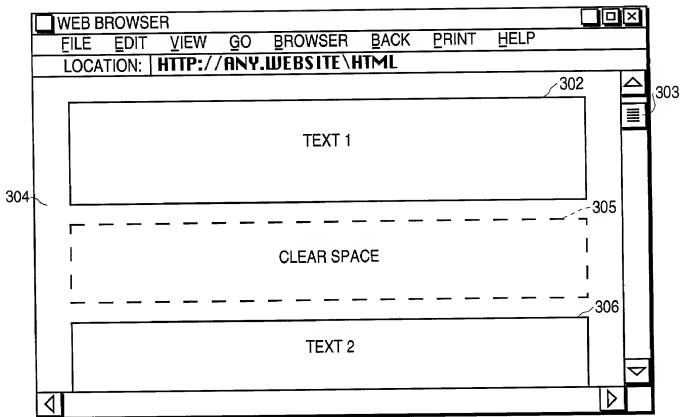 WEB BROWSER
FILE EDIT VIEW GO BROWSER BACK PRINT HELP
LOCATION: HTTP://ANY.WEBSITE\HTML
302
303
TEXT 1
304
305
CLEAR SPACE
306
TEXT 2